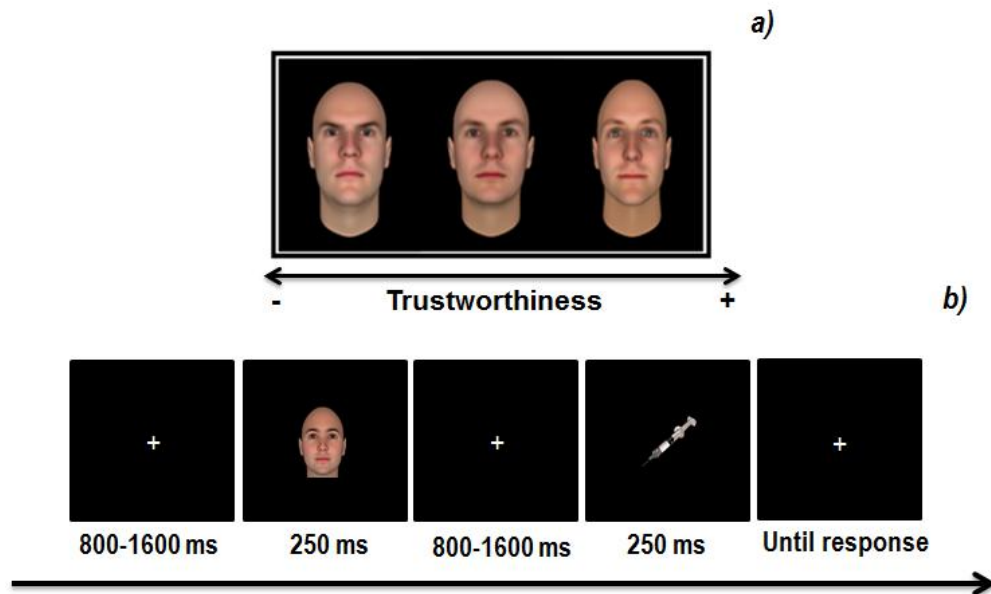 a)
- Trustworthiness +
b)
+ + +
800-1600 ms 250 ms 800-1600 ms 250 ms Until response